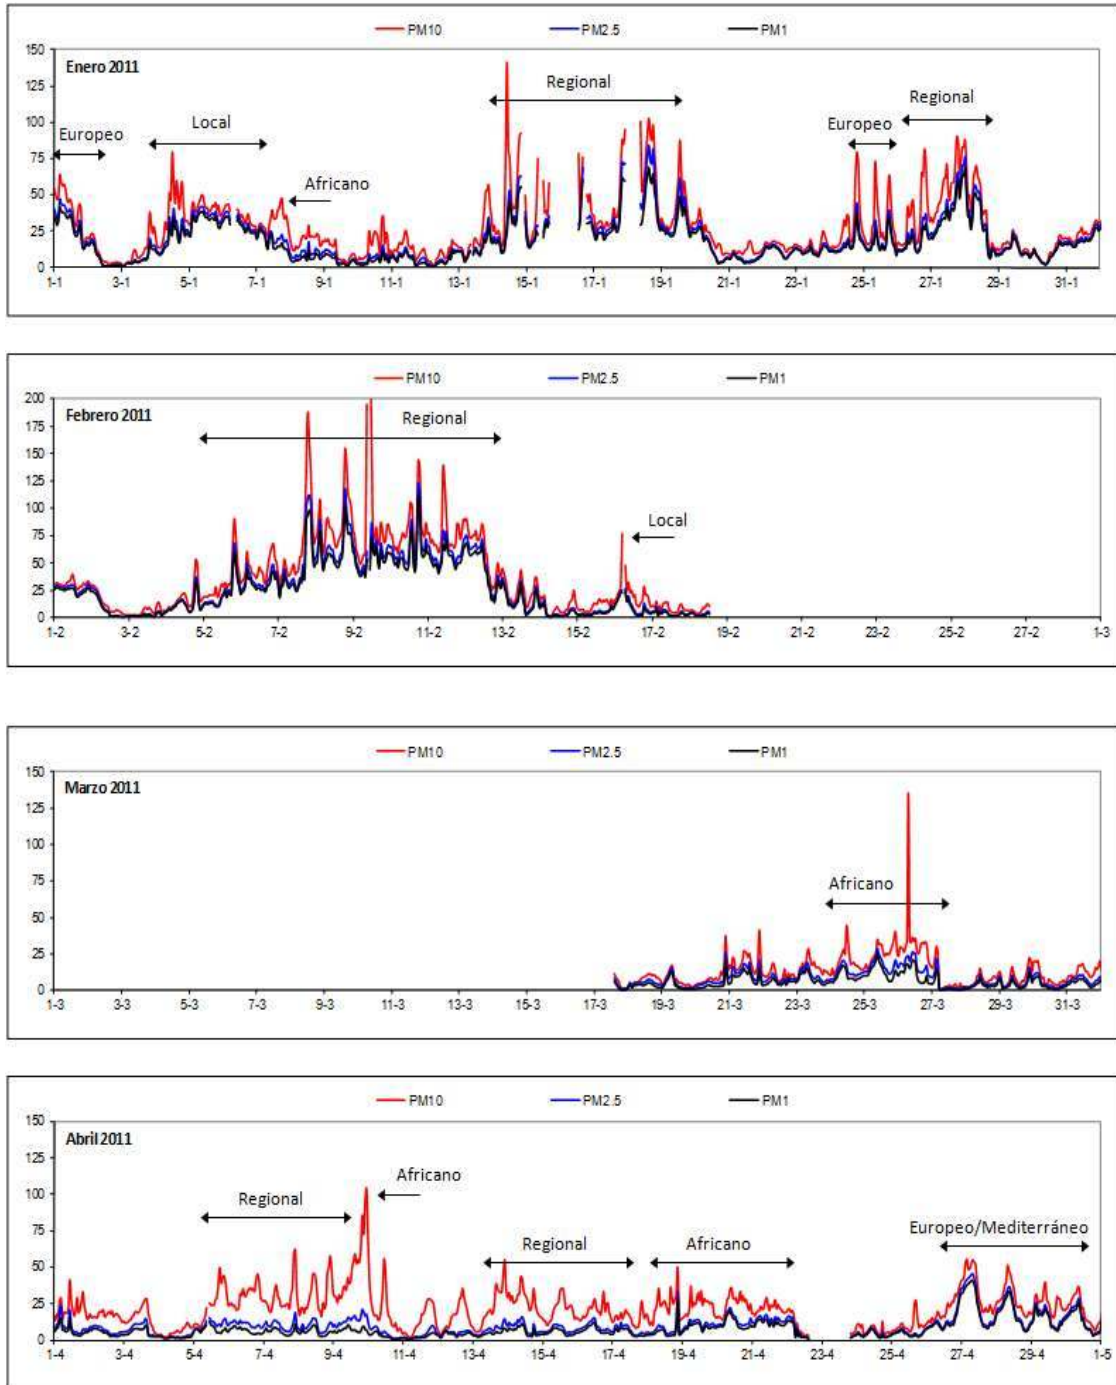 PM10 PM2.5 PM1
150
Enero 2011
Regional
125
100
Regional
Europeo Local Europeo
75
Africano
50
25
0
1-1 3-1 5-1 7-1 9-1 11-1 13-1 15-1 17-1 19-1 21-1 23-1 25-1 27-1 29-1 31-1
PM10 PM2.5 PM1
200
Febrero 2011
Regional
175
150
125
100
Local
75
50
25
0
1-2 3-2 5-2 7-2 9-2 11-2 13-2 15-2 17-2 19-2 21-2 23-2 25-2 27-2 1-3
PM10 PM2.5 PM1
150
Marzo 2011
125
100
75
Africano
50
25
0
1-3 3-3 5-3 7-3 9-3 11-3 13-3 15-3 17-3 19-3 21-3 23-3 25-3 27-3 29-3 31-3
PM10 PM2.5 PM1
150
Abril 2011
125
Africano
100
Regional
75
Regional Africano Europeo/Mediterráneo
50
25
0
1-4 3-4 5-4 7-4 9-4 11-4 13-4 15-4 17-4 19-4 21-4 23-4 25-4 27-4 29-4 1-5